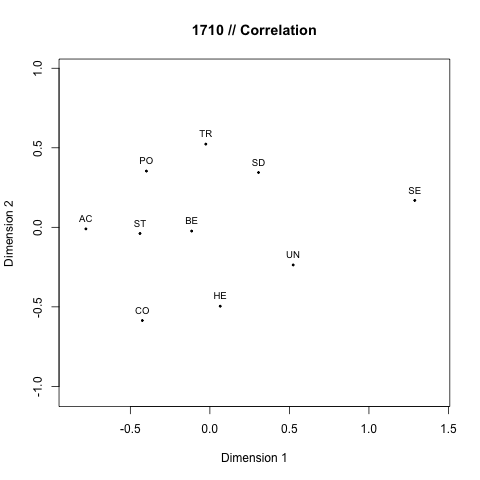 1710 // Correlation
1.0
0.5
0.0
-0.5
-1.0
Dimension 2
TR
PO
SD
SE
AC
ST
BE
UN
HE
CO
-0.5 0.0 0.5 1.0 1.5
Dimension 1